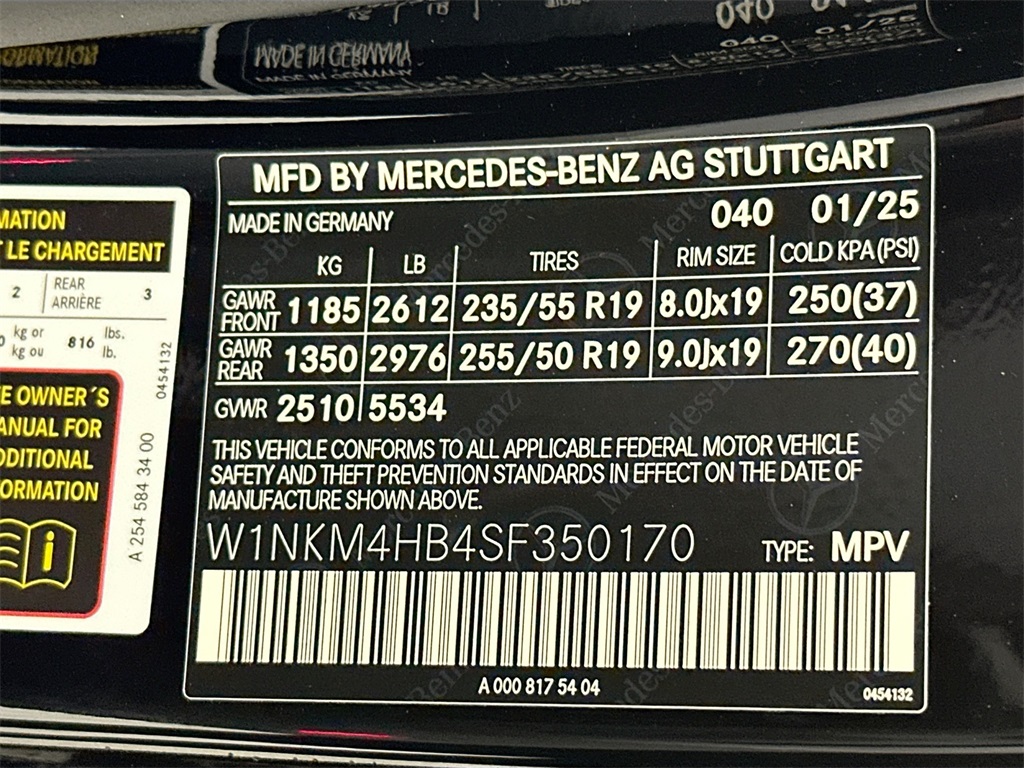 MFD BY MERCEDES-BENZ AG STUTTGART
MADE IN GERMANY 040 01/25
KG LB TIRES RIM SIZE COLD KPA(PSI)
GAWR FRONT 1185 2612 235/55 R19 8.0Jx19 250(37)
GAWR REAR 1350 2976 255/50 R19 9.0Jx19 270(40)
GVWR 2510 5534
THIS VEHICLE CONFORMS TO ALL APPLICABLE FEDERAL MOTOR VEHICLE
SAFETY AND THEFT PREVENTION STANDARDS IN EFFECT ON THE DATE OF
MANUFACTURE SHOWN ABOVE.
W1NKM4HB4SF350170 TYPE: MPV
A 000 817 54 04
0454132
MATION
T LE CHARGEMENT
2 REAR ARRIÈRE 3
0 kg or kg ou 816 lbs. lb.
E OWNER´S
ANUAL FOR
DDITIONAL
FORMATION
i
A 254 584 34 00
0454132
MADE IN GERMANY
040 01/25